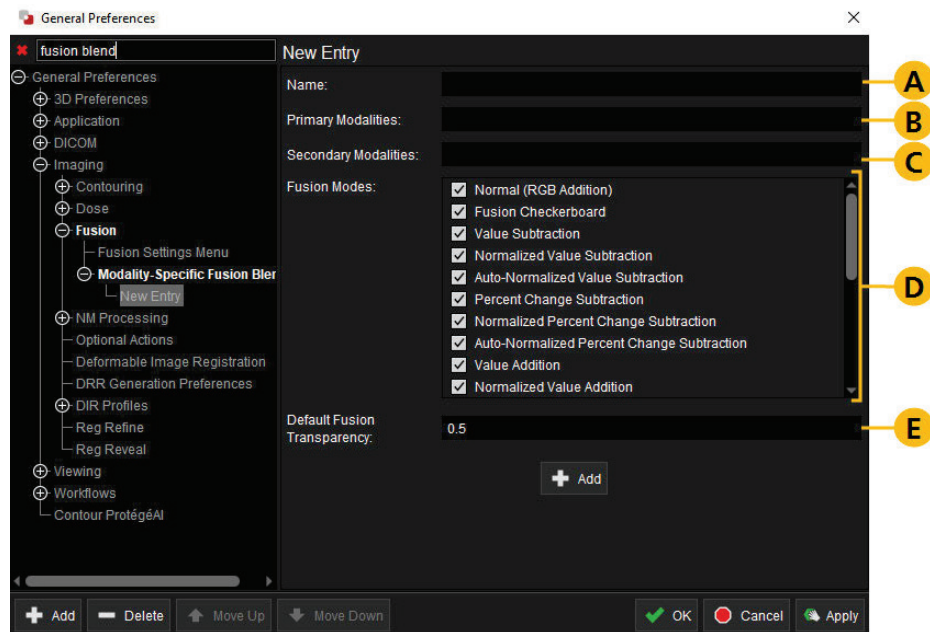 General Preferences
fusion blend
New Entry
General Preferences
3D Preferences
Application
DICOM
Imaging
Contouring
Dose
Fusion
Fusion Settings Menu
Modality-Specific Fusion Bler
New Entry
NM Processing
Optional Actions
Deformable Image Registration
DRR Generation Preferences
DIR Profiles
Reg Refine
Reg Reveal
Viewing
Workflows
Contour ProtégéAI
Name:
A
Primary Modalities:
B
Secondary Modalities:
C
Fusion Modes:
Normal (RGB Addition)
Fusion Checkerboard
Value Subtraction
Normalized Value Subtraction
Auto-Normalized Value Subtraction
Percent Change Subtraction
Normalized Percent Change Subtraction
Auto-Normalized Percent Change Subtraction
Value Addition
Normalized Value Addition
D
Default Fusion
Transparency:
0.5
E
Add
Add
Delete
Move Up
Move Down
OK
Cancel
Apply